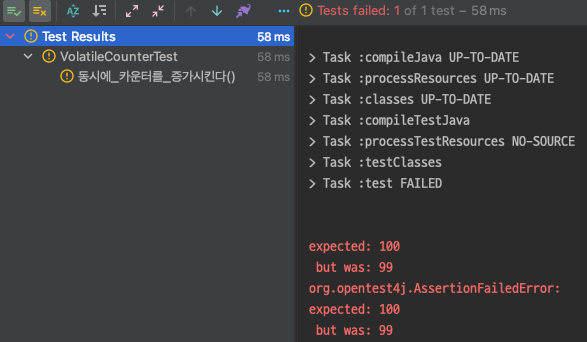 Tests failed: 1 of 1 test – 58 ms
Test Results 58 ms
VolatileCounterTest 58 ms
동시에_카운터를_증가시킨다() 58 ms
> Task :compileJava UP-TO-DATE
> Task :processResources UP-TO-DATE
> Task :classes UP-TO-DATE
> Task :compileTestJava
> Task :processTestResources NO-SOURCE
> Task :testClasses
> Task :test FAILED
expected: 100
but was: 99
org.opentest4j.AssertionFailedError:
expected: 100
but was: 99